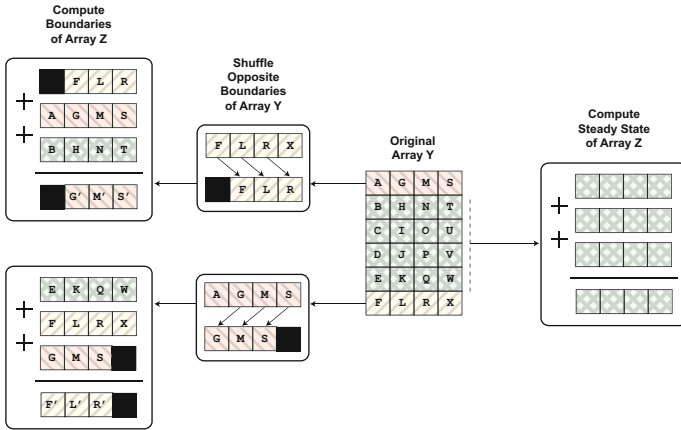 Compute
Boundaries
of Array Z
F L R
+
A G M S
+
B H N T
G' M' S'
Shuffle
Opposite
Boundaries
of Array Y
F L R X
F L R
Original
Array Y
A G M S
B H N T
C I O U
D J P V
E K Q W
F L R X
Compute
Steady State
of Array Z
+
+
E K Q W
+
F L R X
+
G M S
F' L' R'
A G M S
G M S